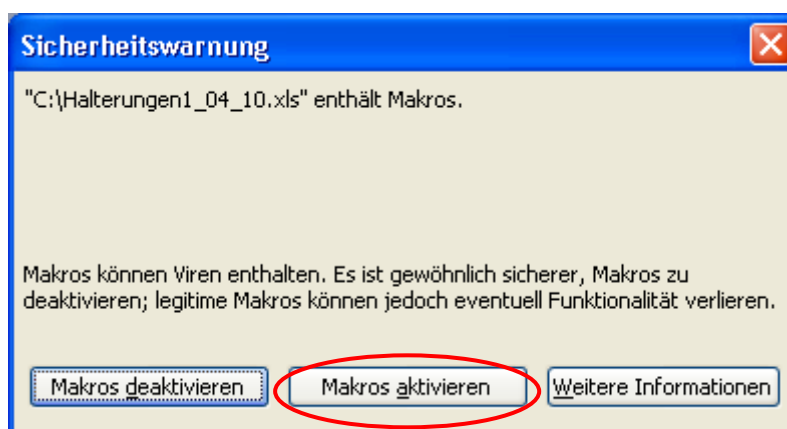 Sicherheitswarnung
"C:\Halterungen1_04_10.xls" enthält Makros.
Makros können Viren enthalten. Es ist gewöhnlich sicherer, Makros zu
deaktivieren; legitime Makros können jedoch eventuell Funktionalität verlieren.
Makros deaktivieren Makros aktivieren Weitere Informationen